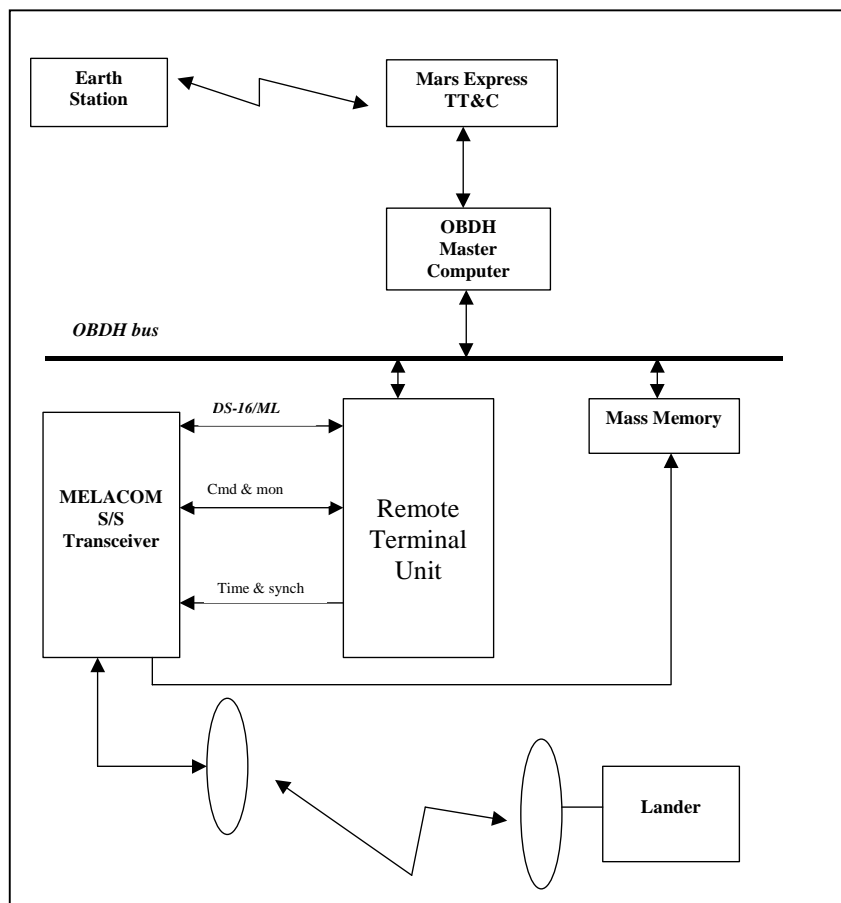 Earth
Station
Mars Express
TT&C
OBDH
Master
Computer
OBDH bus
DS-16/ML
Mass Memory
Cmd & mon
MELACOM
S/S
Transceiver
Remote
Terminal
Unit
Time & synch
Lander